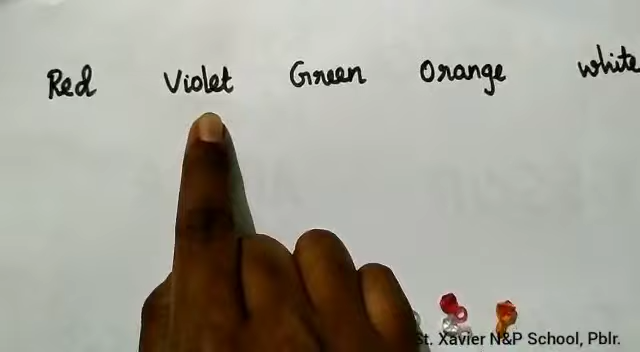 Red Violet Green Orange white
St. Xavier N&P School, Pblr.